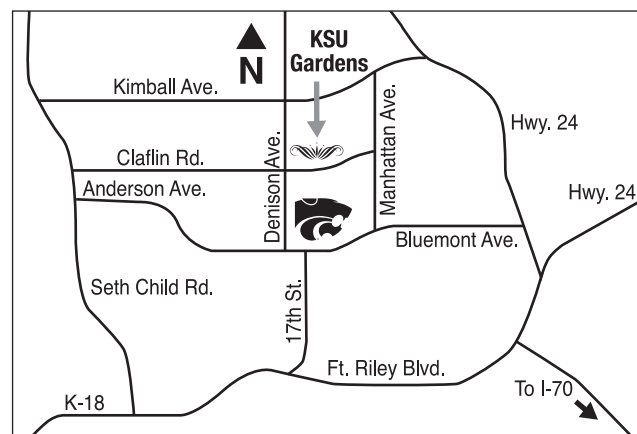 KSU
Gardens
N
Kimball Ave.
Hwy. 24
Claflin Rd.
Denison Ave.
Manhattan Ave.
Anderson Ave.
Hwy. 24
Bluemont Ave.
Seth Child Rd.
17th St.
Ft. Riley Blvd.
To I-70
K-18